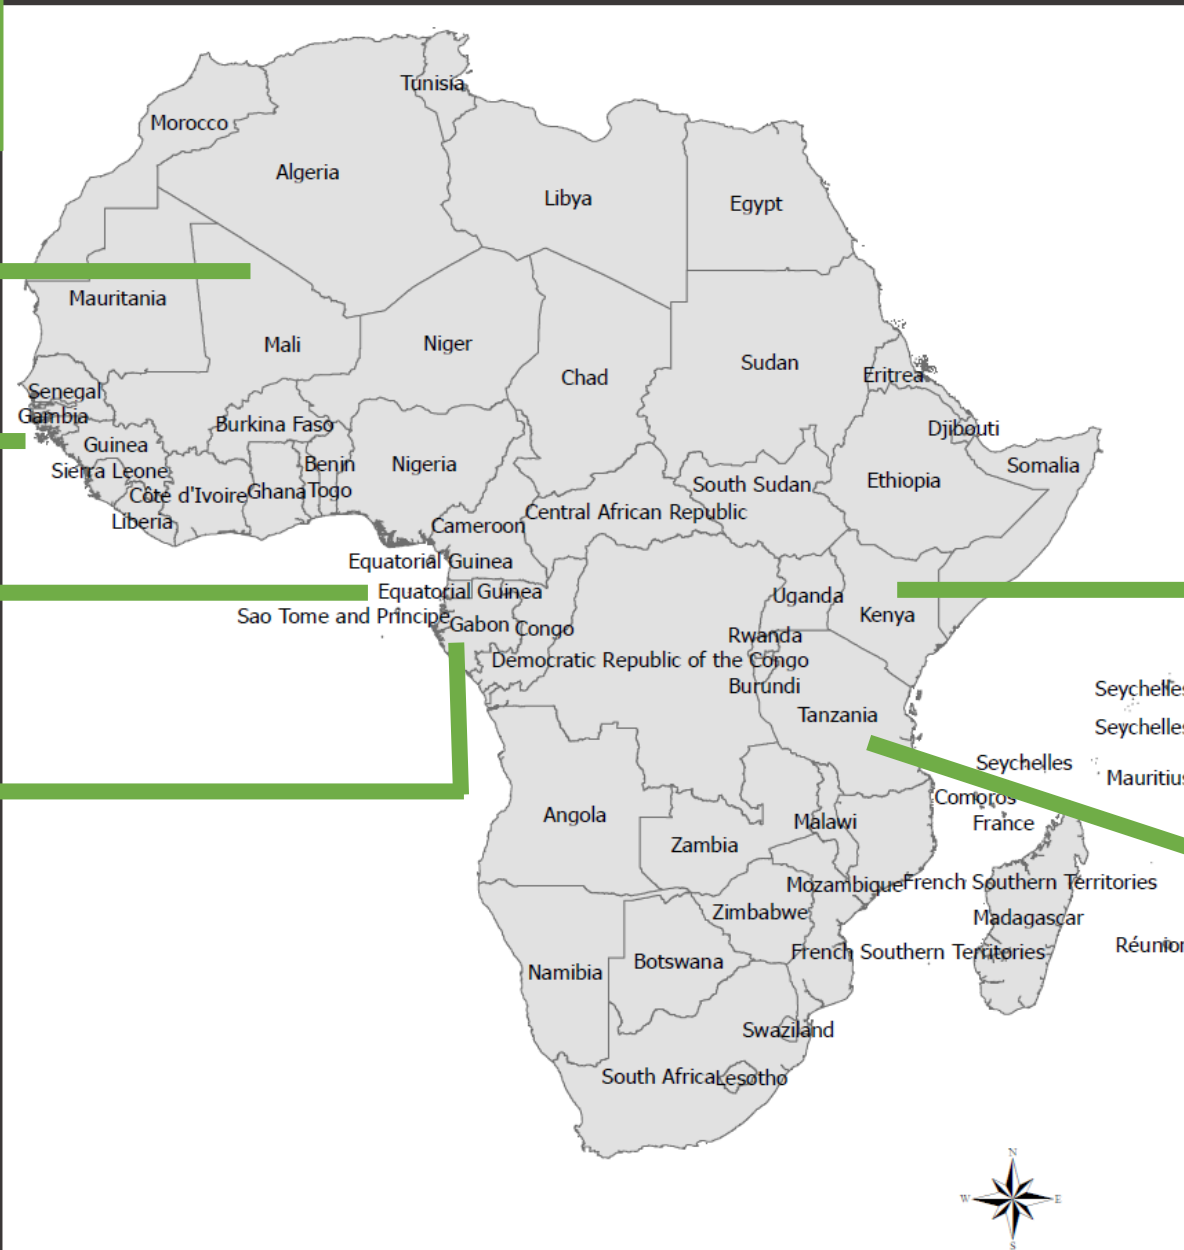 Tunisia
Morocco
Algeria
Libya
Egypt
Mauritania
Mali
Niger
Chad
Sudan
Eritrea
Senegal
Gambia
Burkina Faso
Djibouti
Guinea
Sierra Leone
Benin
Nigeria
Somalia
Ethiopia
South Sudan
Côte d'Ivoire
Ghana
Togo
Liberia
Central African Republic
Cameroon
Equatorial Guinea
Equatorial Guinea
Uganda
Kenya
Sao Tome and Principe
Gabon
Congo
Rwanda
Democratic Republic of the Congo
Burundi
Seychelles
Tanzania
Seychelles
Seychelles
Mauritius
Comoros
France
Angola
Malawi
Zambia
Mozambique
French Southern Territories
Zimbabwe
Madagascar
French Southern Territories
Réunion
Namibia
Botswana
Swaziland
South Africa
Lesotho
N
W
E
S